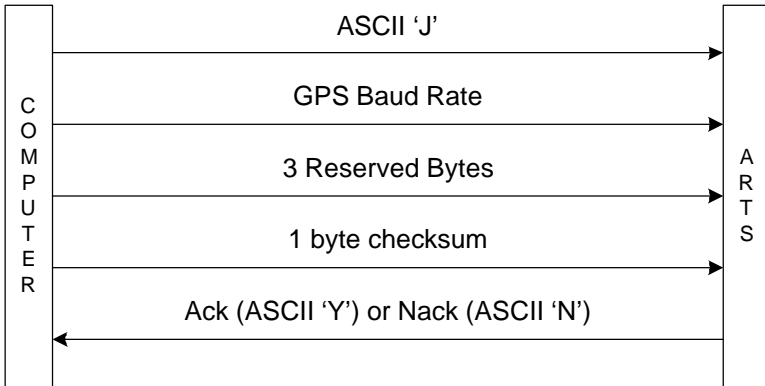 COMPUTER
ASCII ‘J’
GPS Baud Rate
3 Reserved Bytes
1 byte checksum
Ack (ASCII ‘Y’) or Nack (ASCII ‘N’)
ARTS